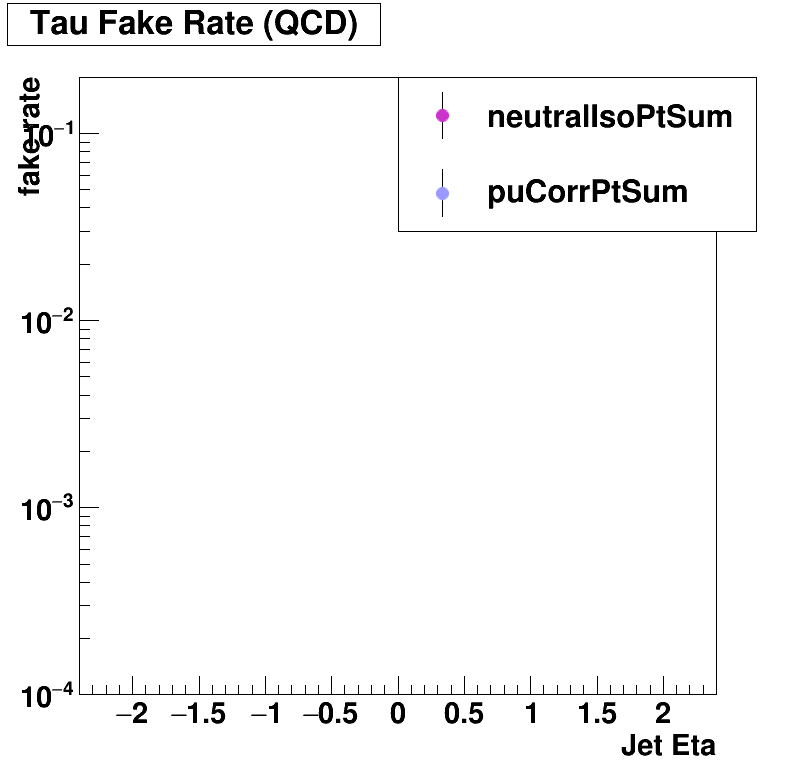 Tau Fake Rate (QCD)
fake rate
neutralIsoPtSum
puCorrPtSum
10−1
10−2
10−3
10−4
−2 −1.5 −1 −0.5 0 0.5 1 1.5 2
Jet Eta